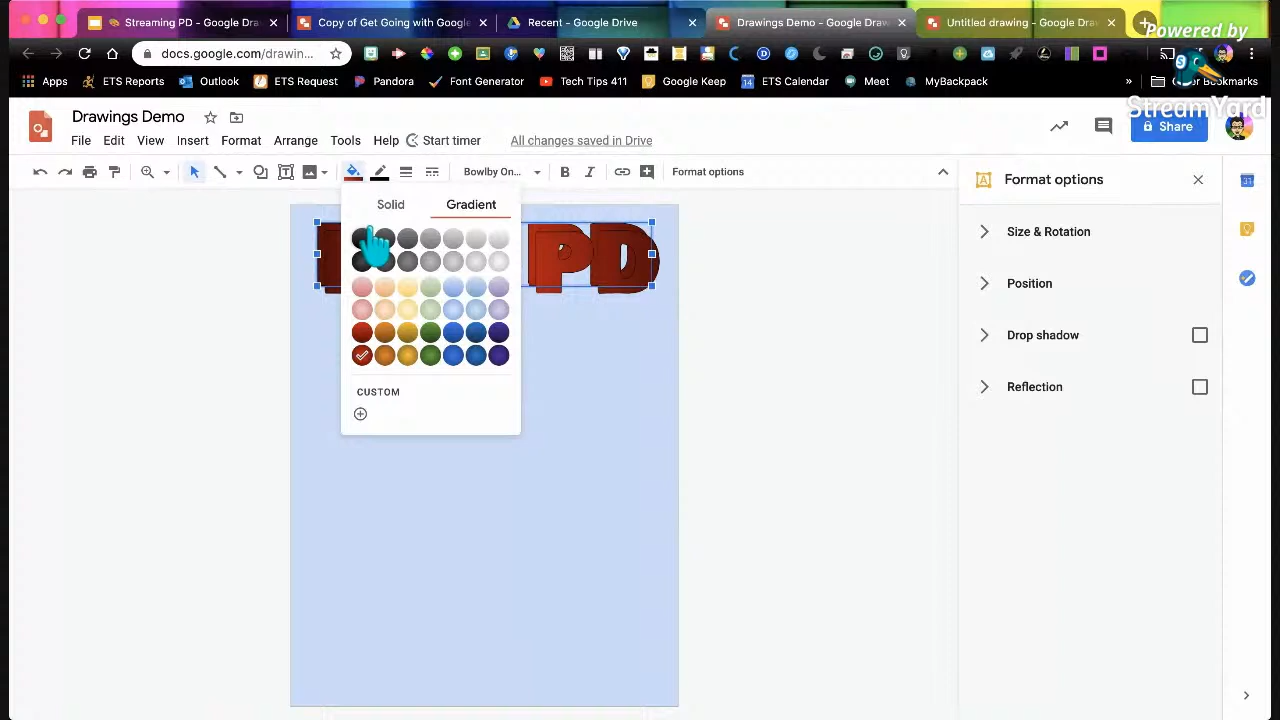 Streaming PD - Google Dra
Copy of Get Going with Google
Recent - Google Drive
Drawings Demo - Google Draw
Untitled drawing - Google Draw
Powered by
docs.google.com/drawin...
Apps
ETS Reports
Outlook
ETS Request
Pandora
Font Generator
Tech Tips 411
Google Keep
ETS Calendar
Meet
MyBackpack
»
Other Bookmarks
StreamYard
Drawings Demo
File
Edit
View
Insert
Format
Arrange
Tools
Help
Start timer
All changes saved in Drive
Share
Bowlby On...
B
I
Format options
Format options
Solid
Gradient
PD
Size & Rotation
Position
Drop shadow
Reflection
CUSTOM